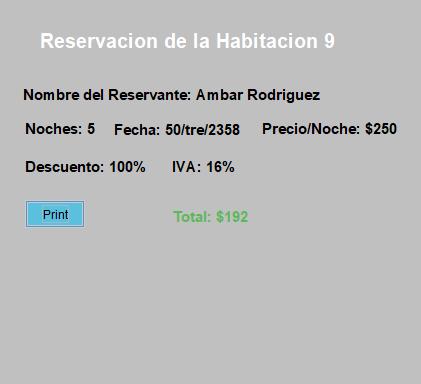 Reservacion de la Habitacion 9
Nombre del Reservante: Ambar Rodriguez
Noches: 5 Fecha: 50/tre/2358 Precio/Noche: $250
Descuento: 100% IVA: 16%
Print Total: $192